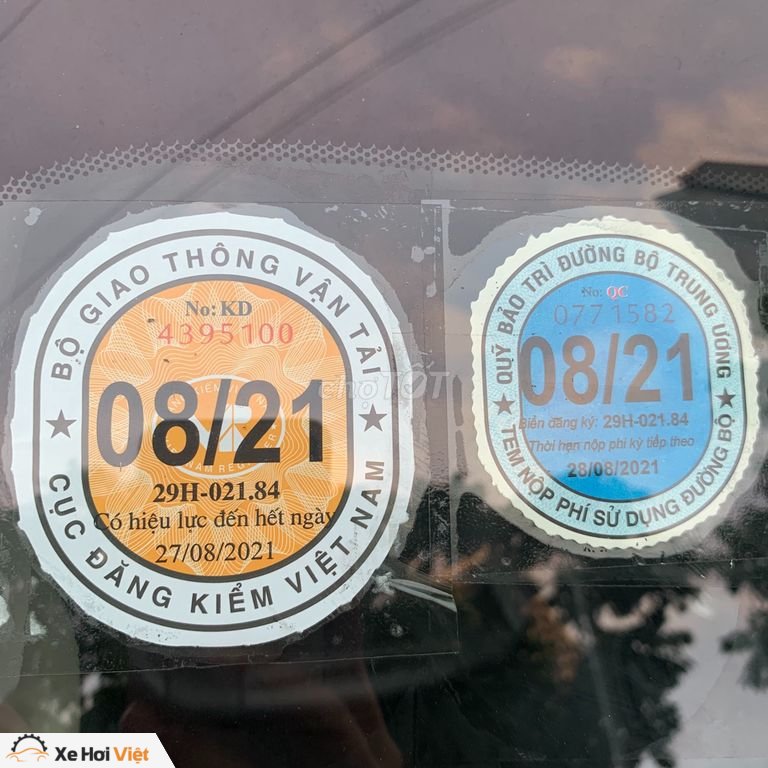 BỘ GIAO THÔNG VẬN TẢI
No: KD
4395100
08/21
29H-021.84
Có hiệu lực đến hết ngày
27/08/2021
CỤC ĐĂNG KIỂM VIỆT NAM
QUỸ BẢO TRÌ ĐƯỜNG BỘ TRUNG ƯƠNG
No: QC
0771582
08/21
Biển đăng ký: 29H-021.84
Thời hạn nộp phí kỳ tiếp theo
28/08/2021
TEM NỘP PHÍ SỬ DỤNG ĐƯỜNG BỘ
chợTỐT
Xe Hơi Việt